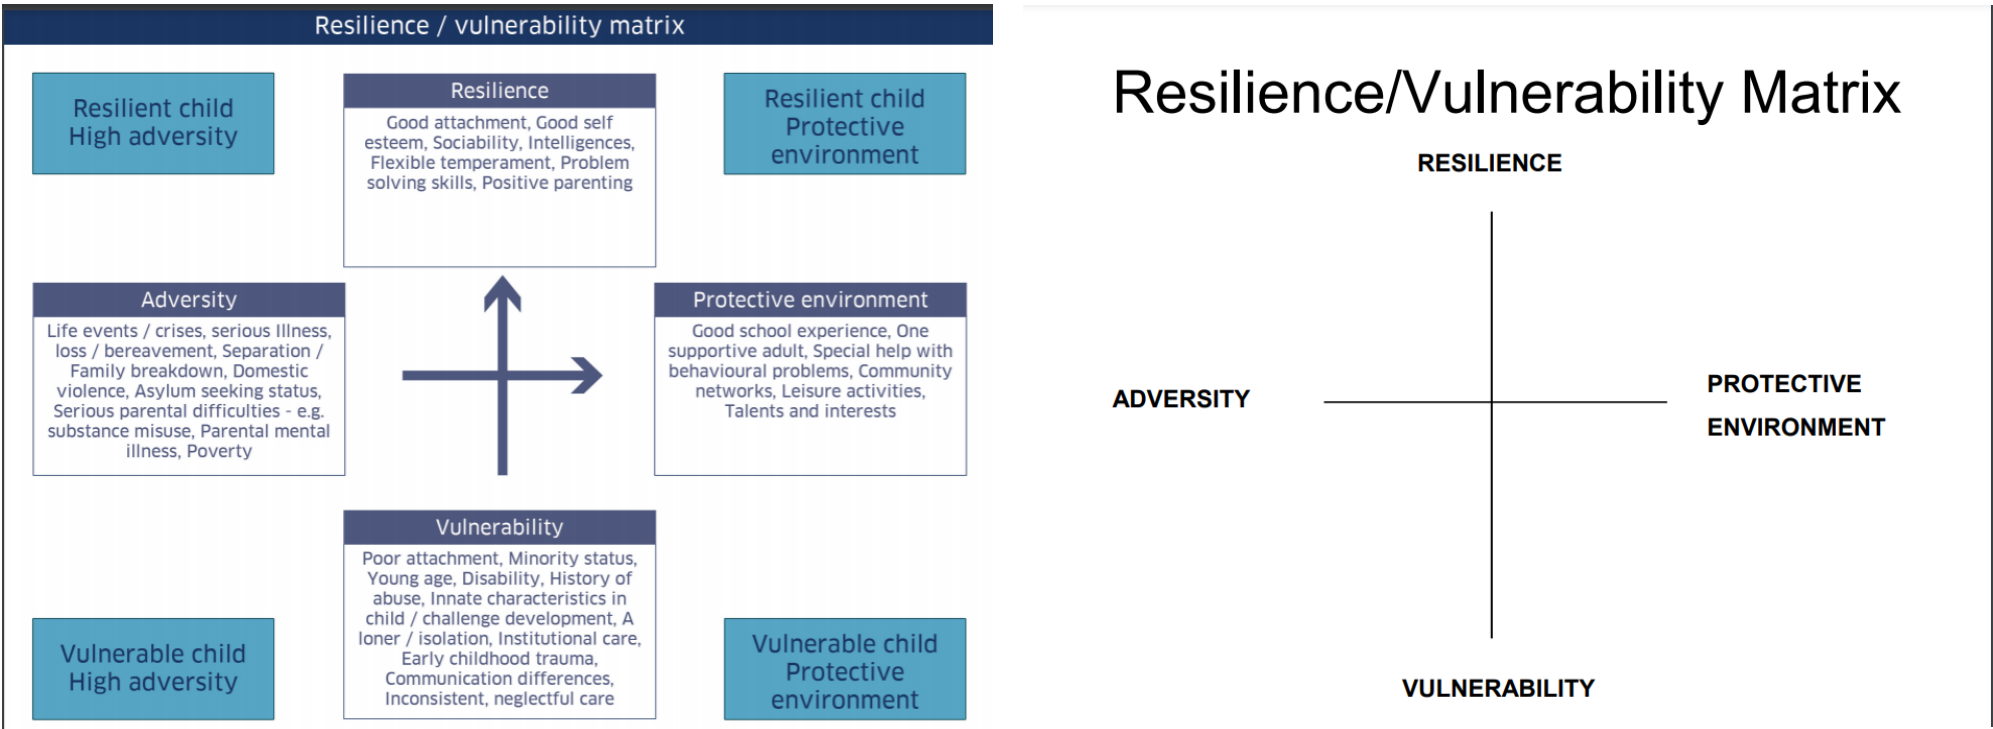 Resilience / vulnerability matrix
Resilient child
High adversity
Resilience
Good attachment, Good self
esteem, Sociability, Intelligences,
Flexible temperament, Problem
solving skills, Positive parenting
Resilient child
Protective
environment
Adversity
Life events / crises, serious Illness,
loss / bereavement, Separation /
Family breakdown, Domestic
violence, Asylum seeking status,
Serious parental difficulties - e.g.
substance misuse, Parental mental
illness, Poverty
Protective environment
Good school experience, One
supportive adult, Special help with
behavioural problems, Community
networks, Leisure activities,
Talents and interests
Vulnerability
Poor attachment, Minority status,
Young age, Disability, History of
abuse, Innate characteristics in
child / challenge development, A
loner / isolation, Institutional care,
Early childhood trauma,
Communication differences,
Inconsistent, neglectful care
Vulnerable child
High adversity
Vulnerable child
Protective
environment
Resilience/Vulnerability Matrix
RESILIENCE
ADVERSITY
PROTECTIVE
ENVIRONMENT
VULNERABILITY